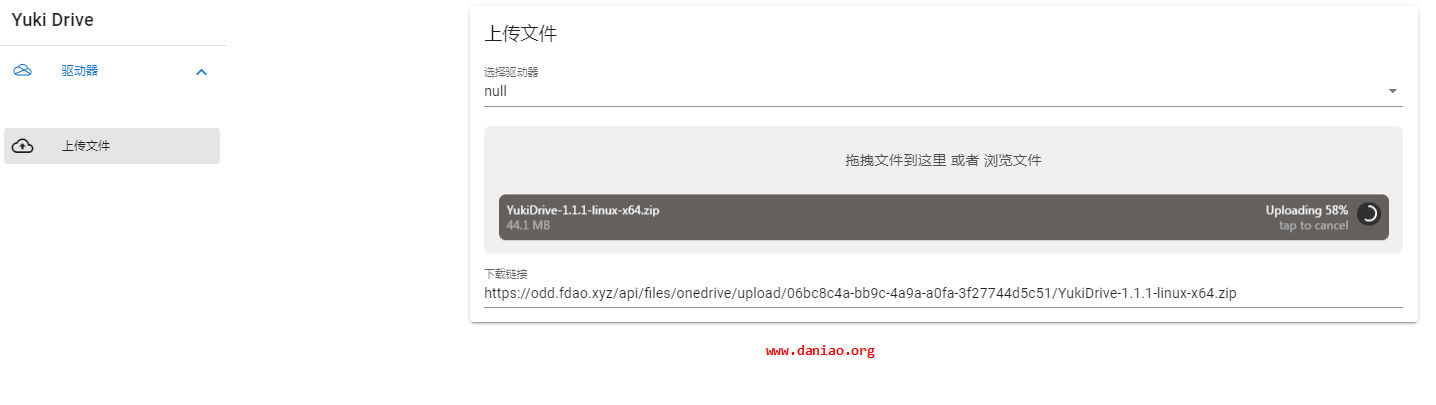 Yuki Drive
驱动器
上传文件
上传文件
选择驱动器
null
拖拽文件到这里 或者 浏览文件
YukiDrive-1.1.1-linux-x64.zip
44.1 MB
Uploading 58%
tap to cancel
下载链接
https://odd.fdao.xyz/api/files/onedrive/upload/06bc8c4a-bb9c-4a9a-a0fa-3f27744d5c51/YukiDrive-1.1.1-linux-x64.zip
www.daniao.org